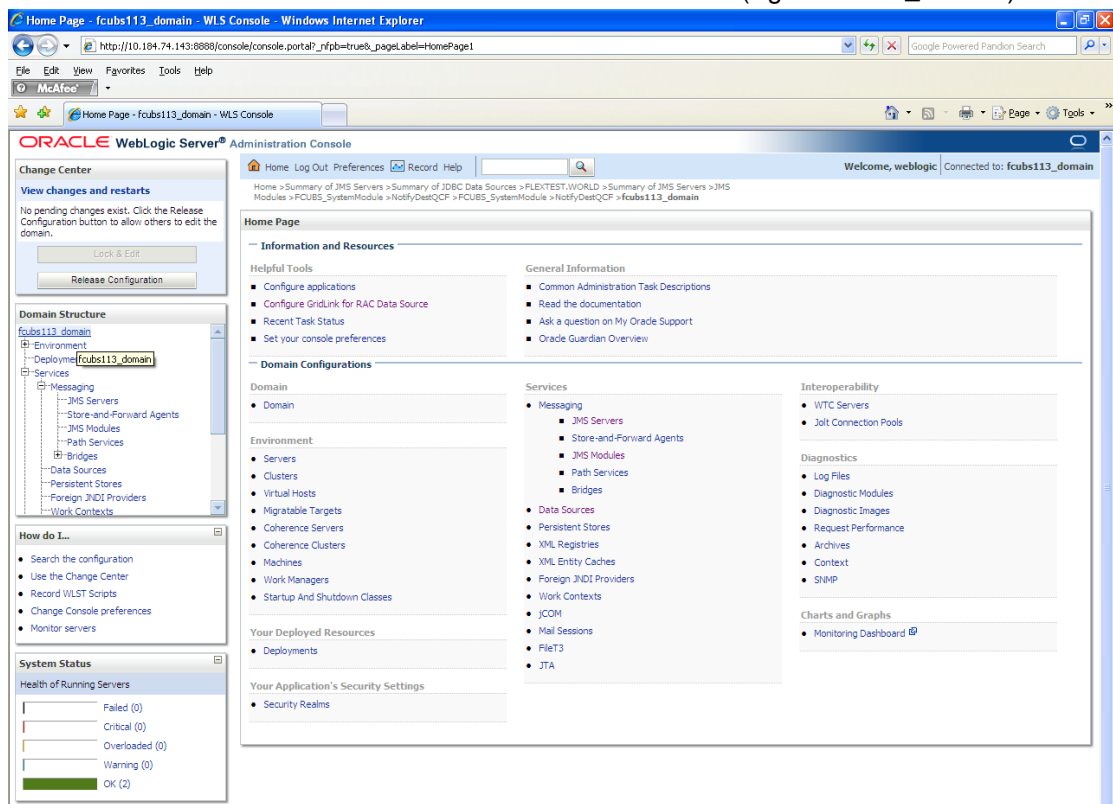 Home Page - fcubs113_domain - WLS Console - Windows Internet Explorer
http://10.184.74.143:8888/console/console.portal?_nfpb=true&_pageLabel=HomePage1
Google Powered Pandion Search
File Edit View Favorites Tools Help
McAfee
Home Page - fcubs113_domain - WLS Console
Page
Tools
ORACLE WebLogic Server® Administration Console
Change Center
View changes and restarts
No pending changes exist. Click the Release
Configuration button to allow others to edit the
domain.
Lock & Edit
Release Configuration
Domain Structure
fcubs113_domain
Environment
Deployme
fcubs113_domain
Services
Messaging
JMS Servers
Store-and-Forward Agents
JMS Modules
Path Services
Bridges
Data Sources
Persistent Stores
Foreign JNDI Providers
Work Contexts
How do I...
Search the configuration
Use the Change Center
Record WLST Scripts
Change Console preferences
Monitor servers
System Status
Health of Running Servers
Failed (0)
Critical (0)
Overloaded (0)
Warning (0)
OK (2)
Home Log Out Preferences Record Help
Welcome, weblogic Connected to: fcubs113_domain
Home >Summary of JMS Servers >Summary of JDBC Data Sources >FLEXTEST.WORLD >Summary of JMS Servers >JMS
Modules >FCUBS_SystemModule >NotifyDestQCF >FCUBS_SystemModule >NotifyDestQCF >fcubs113_domain
Home Page
Information and Resources
Helpful Tools
Configure applications
Configure GridLink for RAC Data Source
Recent Task Status
Set your console preferences
General Information
Common Administration Task Descriptions
Read the documentation
Ask a question on My Oracle Support
Oracle Guardian Overview
Domain Configurations
Domain
Domain
Environment
Servers
Clusters
Virtual Hosts
Migratable Targets
Coherence Servers
Coherence Clusters
Machines
Work Managers
Startup And Shutdown Classes
Your Deployed Resources
Deployments
Your Application's Security Settings
Security Realms
Services
Messaging
JMS Servers
Store-and-Forward Agents
JMS Modules
Path Services
Bridges
Data Sources
Persistent Stores
XML Registries
XML Entity Caches
Foreign JNDI Providers
Work Contexts
jCOM
Mail Sessions
FileT3
JTA
Interoperability
WTC Servers
Jolt Connection Pools
Diagnostics
Log Files
Diagnostic Modules
Diagnostic Images
Request Performance
Archives
Context
SNMP
Charts and Graphs
Monitoring Dashboard